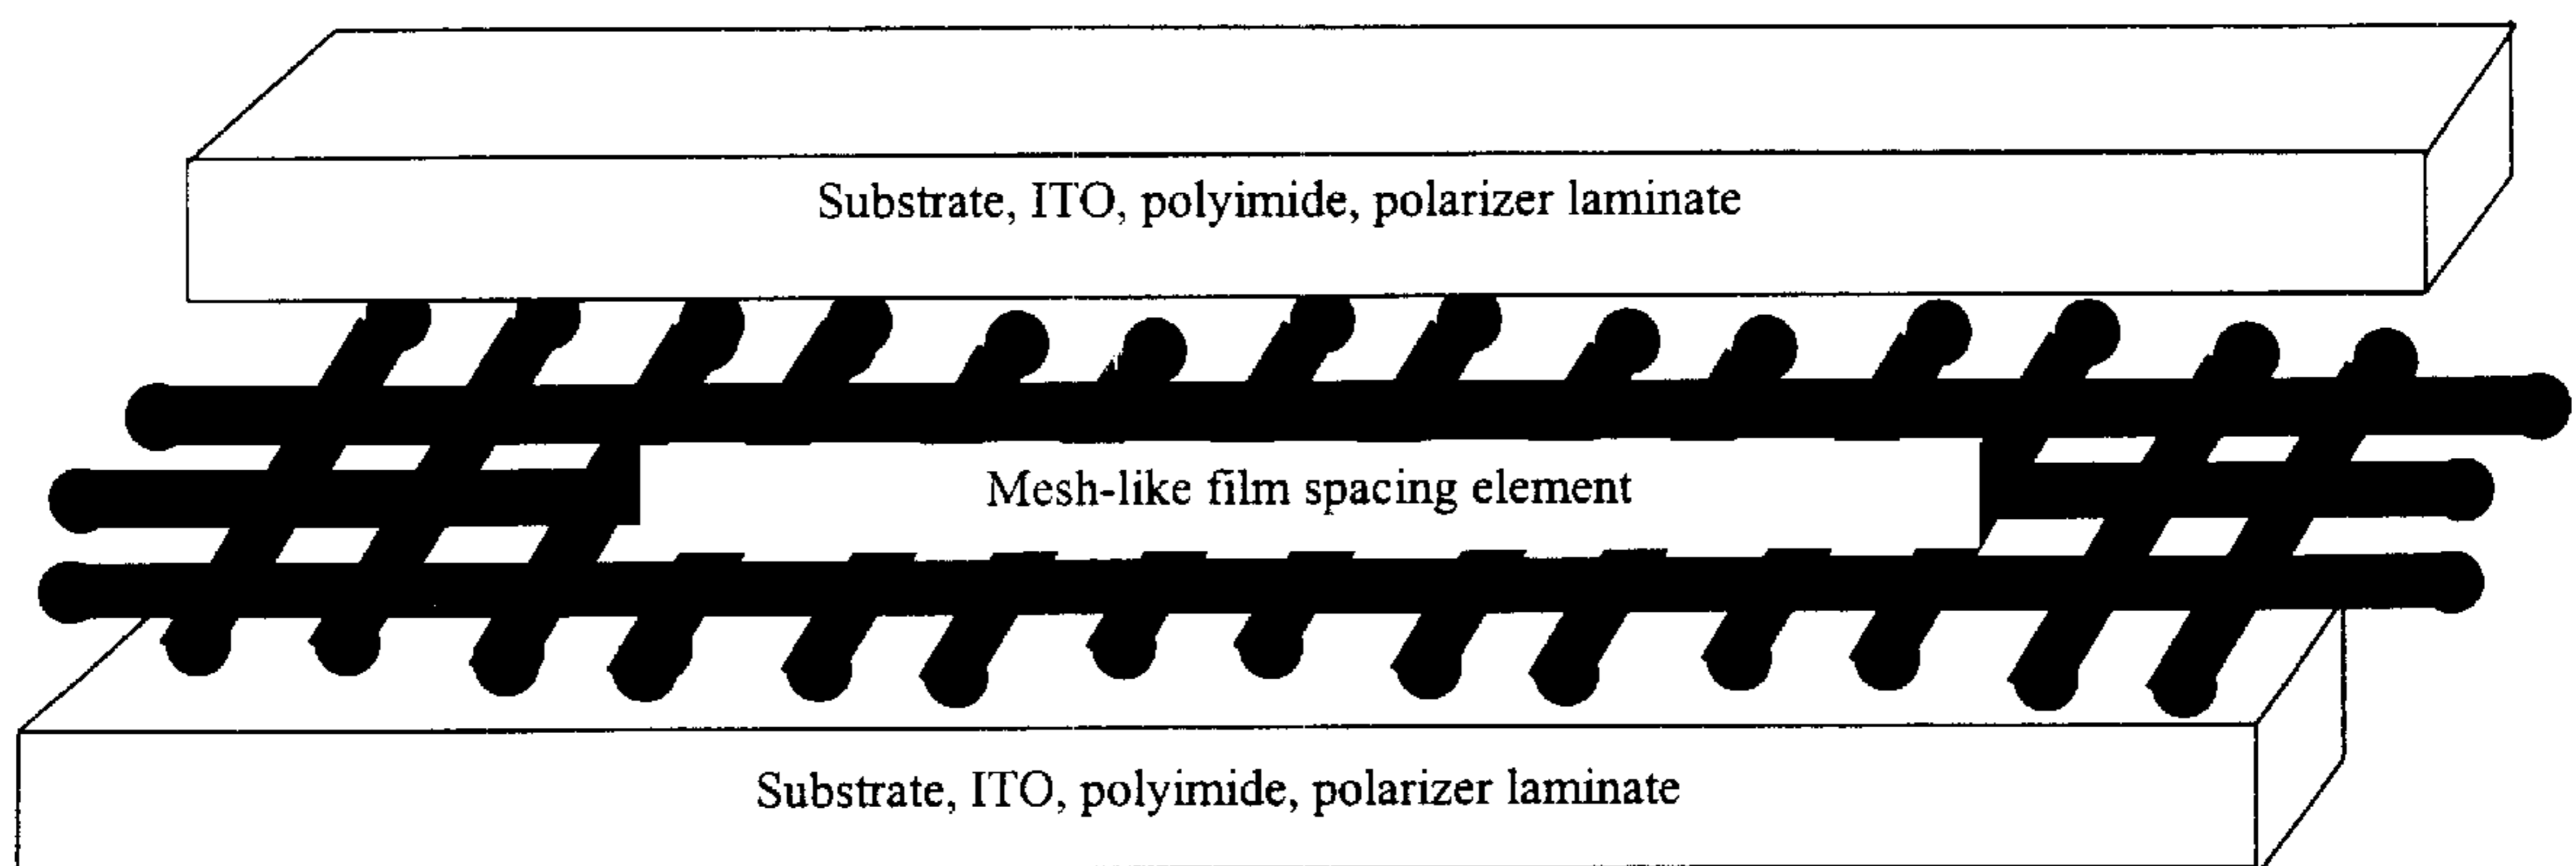 Substrate, ITO, polyimide, polarizer laminate
Mesh-like film spacing element
Substrate, ITO, polyimide, polarizer laminate